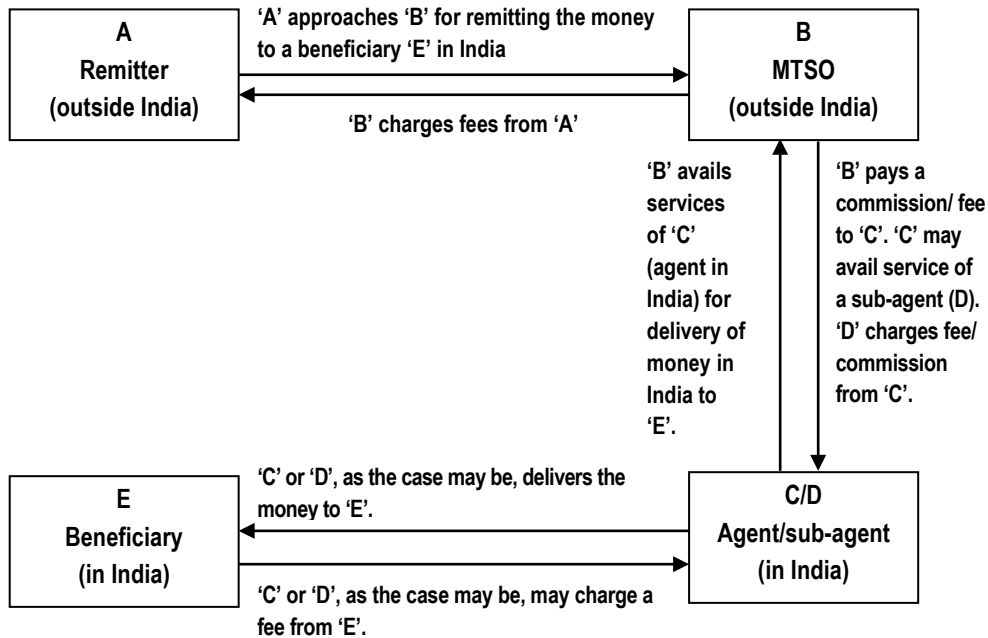 A
Remitter
(outside India)
‘A’ approaches ‘B’ for remitting the money
to a beneficiary ‘E’ in India
‘B’ charges fees from ‘A’
B
MTSO
(outside India)
‘B’ avails
services
of ‘C’
(agent in
India) for
delivery of
money in
India to
‘E’.
‘B’ pays a
commission/ fee
to ‘C’. ‘C’ may
avail service of
a sub-agent (D).
‘D’ charges fee/
commission
from ‘C’.
E
Beneficiary
(in India)
‘C’ or ‘D’, as the case may be, delivers the
money to ‘E’.
‘C’ or ‘D’, as the case may be, may charge a
fee from ‘E’.
C/D
Agent/sub-agent
(in India)